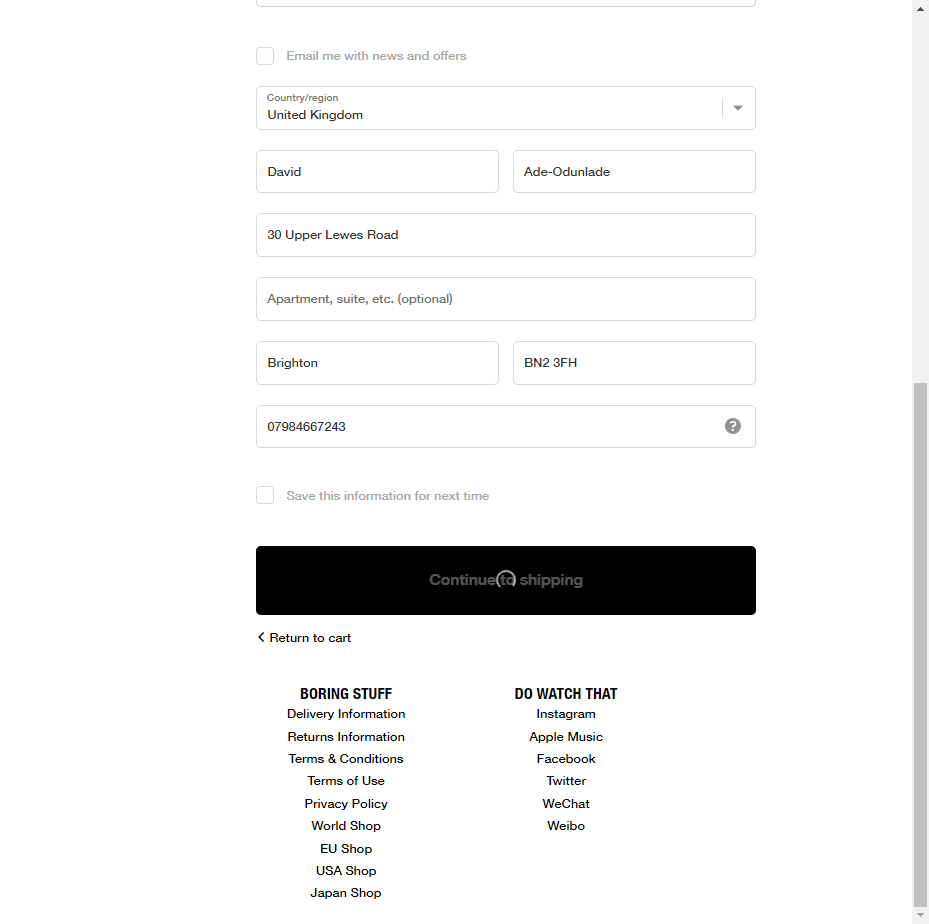 Email me with news and offers
Country/region
United Kingdom
David
Ade-Odunlade
30 Upper Lewes Road
Apartment, suite, etc. (optional)
Brighton
BN2 3FH
07984667243
?
Save this information for next time
Continue to shipping
Return to cart
BORING STUFF
Delivery Information
Returns Information
Terms & Conditions
Terms of Use
Privacy Policy
World Shop
EU Shop
USA Shop
Japan Shop
DO WATCH THAT
Instagram
Apple Music
Facebook
Twitter
WeChat
Weibo